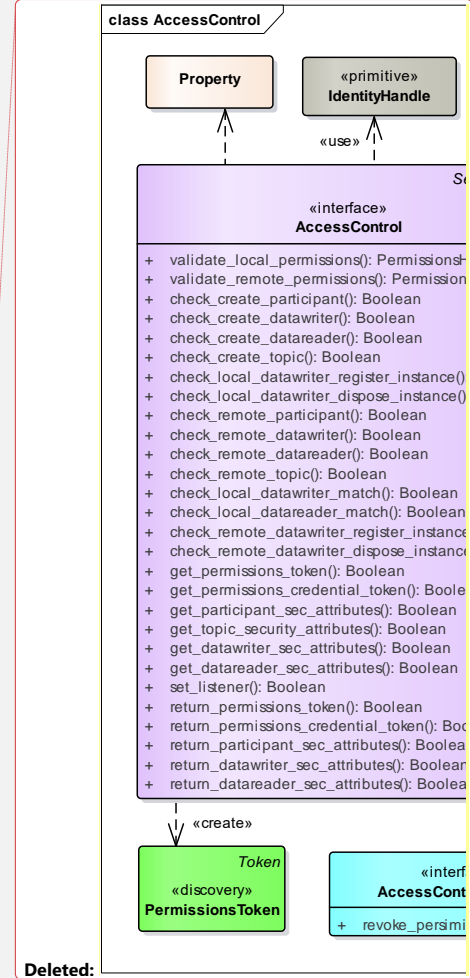 class AccessControl
Property
«primitive»
IdentityHandle
«use»
«interface»
AccessControl
+ validate_local_permissions(): Permissions
+ validate_remote_permissions(): Permission
+ check_create_participant(): Boolean
+ check_create_datawriter(): Boolean
+ check_create_datareader(): Boolean
+ check_create_topic(): Boolean
+ check_local_datawriter_register_instance()
+ check_local_datawriter_dispose_instance()
+ check_remote_participant(): Boolean
+ check_remote_datawriter(): Boolean
+ check_remote_datareader(): Boolean
+ check_remote_topic(): Boolean
+ check_local_datawriter_match(): Boolean
+ check_local_datareader_match(): Boolean
+ check_remote_datawriter_register_instance
+ check_remote_datawriter_dispose_instance
+ get_permissions_token(): Boolean
+ get_permissions_credential_token(): Boole
+ get_participant_sec_attributes(): Boolean
+ get_topic_security_attributes(): Boolean
+ get_datawriter_sec_attributes(): Boolean
+ get_datareader_sec_attributes(): Boolean
+ set_listener(): Boolean
+ return_permissions_token(): Boolean
+ return_permissions_credential_token(): Boo
+ return_participant_sec_attributes(): Boolea
+ return_datawriter_sec_attributes(): Boolean
+ return_datareader_sec_attributes(): Boolea
«create»
Token
«discovery»
PermissionsToken
«interf
AccessCont
+ revoke_persimi
Deleted: